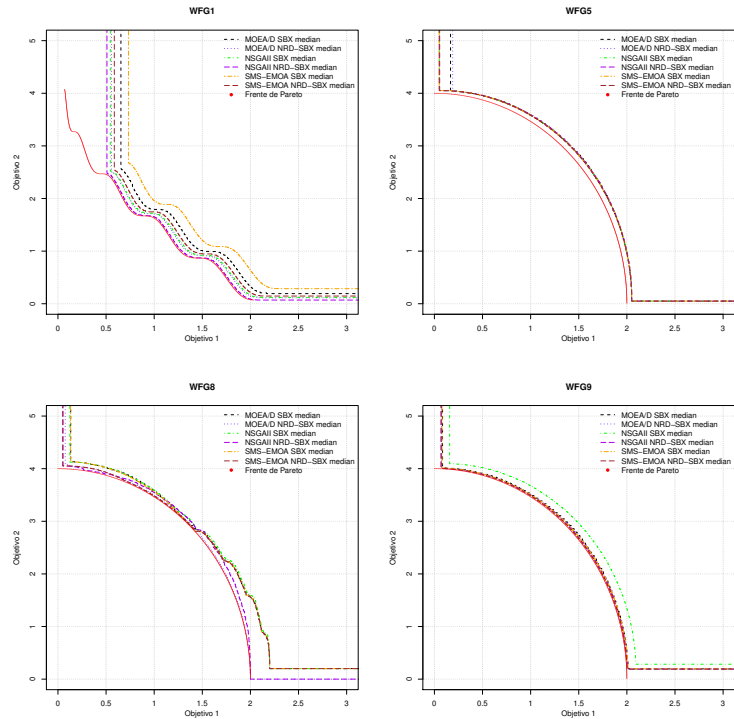 WFG1
MOEA/D SBX median
MOEA/D NRD-SBX median
NSGAII SBX median
NSGAII NRD-SBX median
SMS-EMOA SBX median
SMS-EMOA NRD-SBX median
Frente de Pareto
Objetivo 2
0 1 2 3 4 5
0 0.5 1 1.5 2 2.5 3
Objetivo 1
WFG5
MOEA/D SBX median
MOEA/D NRD-SBX median
NSGAII SBX median
NSGAII NRD-SBX median
SMS-EMOA SBX median
SMS-EMOA NRD-SBX median
Frente de Pareto
Objetivo 2
0 1 2 3 4 5
0 0.5 1 1.5 2 2.5 3
Objetivo 1
WFG8
MOEA/D SBX median
MOEA/D NRD-SBX median
NSGAII SBX median
NSGAII NRD-SBX median
SMS-EMOA SBX median
SMS-EMOA NRD-SBX median
Frente de Pareto
Objetivo 2
0 1 2 3 4 5
0 0.5 1 1.5 2 2.5 3
Objetivo 1
WFG9
MOEA/D SBX median
MOEA/D NRD-SBX median
NSGAII SBX median
NSGAII NRD-SBX median
SMS-EMOA SBX median
SMS-EMOA NRD-SBX median
Frente de Pareto
Objetivo 2
0 1 2 3 4 5
0 0.5 1 1.5 2 2.5 3
Objetivo 1